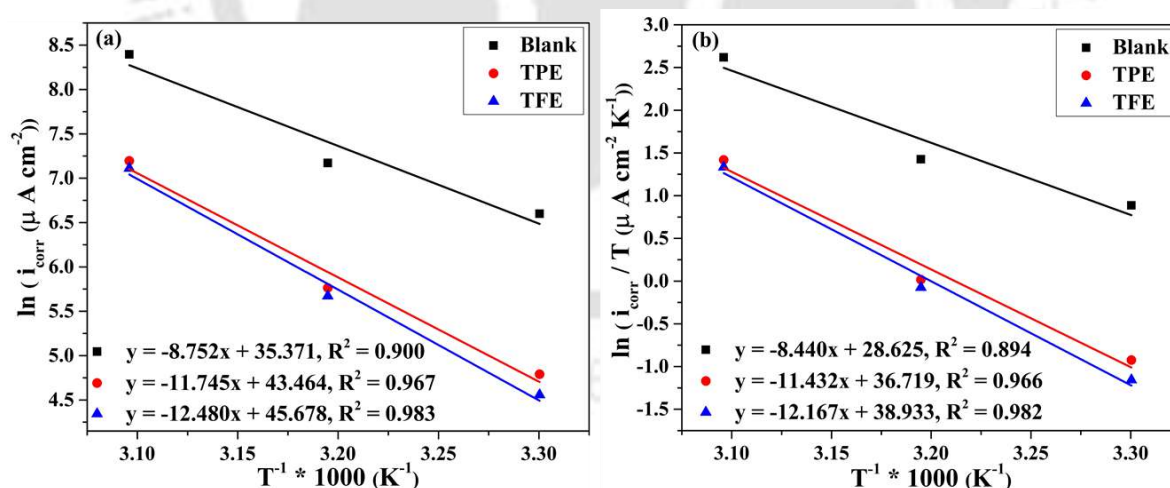 (a)
Blank
TPE
TFE
8.5
8.0
7.5
7.0
6.5
6.0
5.5
5.0
4.5
ln ( i_corr (μ A cm⁻² ))
y = -8.752x + 35.371, R² = 0.900
y = -11.745x + 43.464, R² = 0.967
y = -12.480x + 45.678, R² = 0.983
3.10 3.15 3.20 3.25 3.30
T⁻¹ * 1000 (K⁻¹)
(b)
Blank
TPE
TFE
3.0
2.5
2.0
1.5
1.0
0.5
0.0
-0.5
-1.0
-1.5
ln ( i_corr / T (μ A cm⁻² K⁻¹)
y = -8.440x + 28.625, R² = 0.894
y = -11.432x + 36.719, R² = 0.966
y = -12.167x + 38.933, R² = 0.982
3.10 3.15 3.20 3.25 3.30
T⁻¹ * 1000 (K⁻¹)